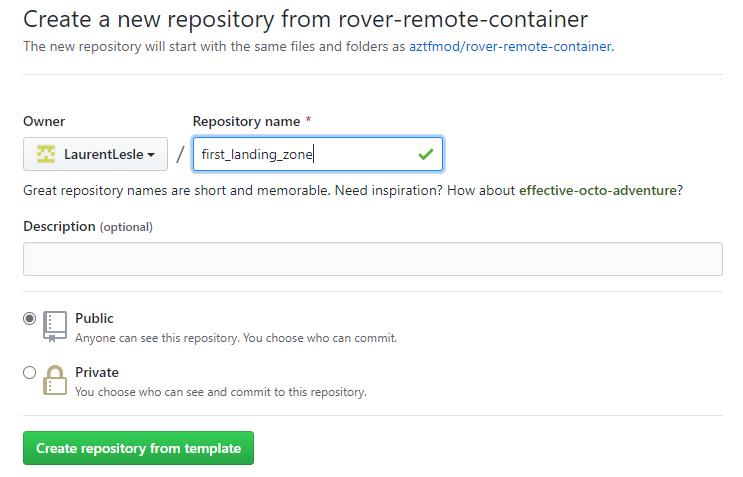 Create a new repository from rover-remote-container
The new repository will start with the same files and folders as aztfmod/rover-remote-container.
Owner
Repository name *
LaurentLesle / first_landing_zone
Great repository names are short and memorable. Need inspiration? How about effective-octo-adventure?
Description (optional)
Public
Anyone can see this repository. You choose who can commit.
Private
You choose who can see and commit to this repository.
Create repository from template